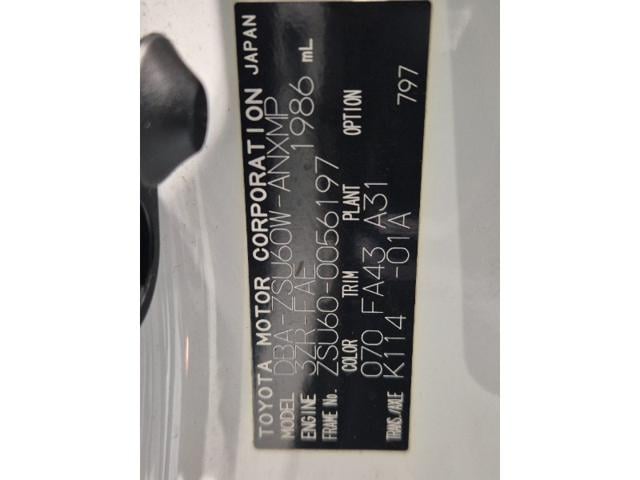 TOYOTA MOTOR CORPORATION JAPAN
MODEL DBA-ZSU60W-ANXMP
ENGINE 3ZR-FAE 1986 mL
FRAME No. ZSU60-0056197
COLOR TRIM PLANT OPTION
070 FA43 A31 797
TRANS./AXLE K114 -01A